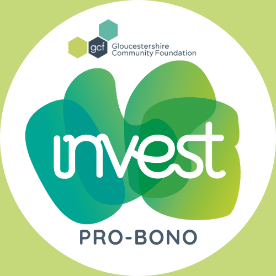 gcf
Gloucestershire
Community Foundation
invest
PRO-BONO